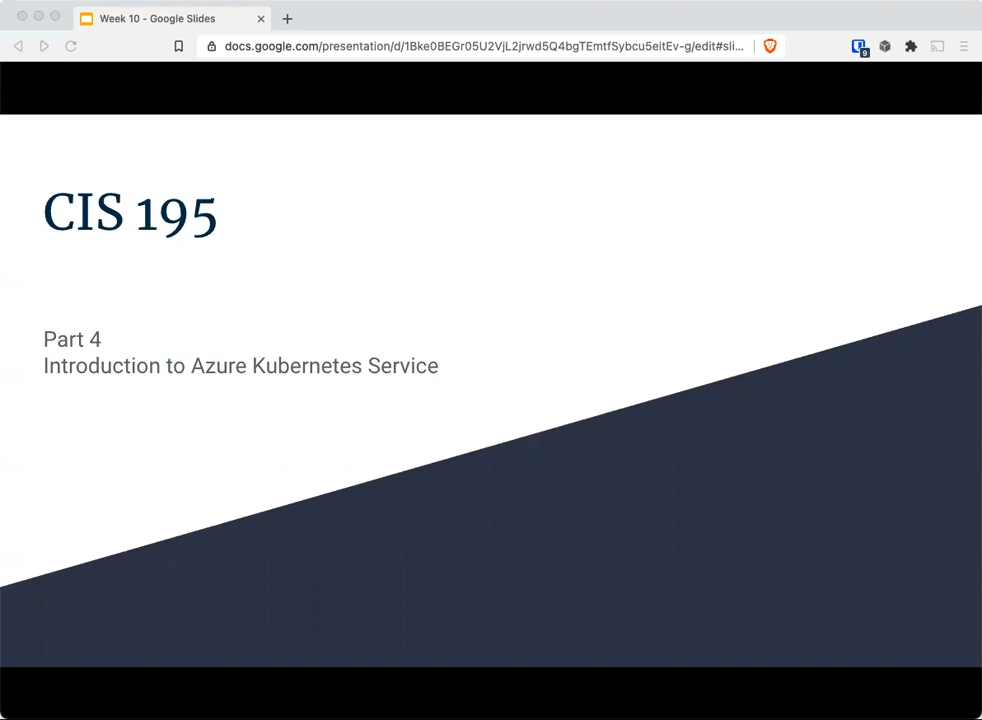 Week 10 - Google Slides
docs.google.com/presentation/d/1Bke0BEGr05U2VjL2jrwd5Q4bgTEmtfSybcu5eitEv-g/edit#sli...
9
CIS 195
Part 4
Introduction to Azure Kubernetes Service